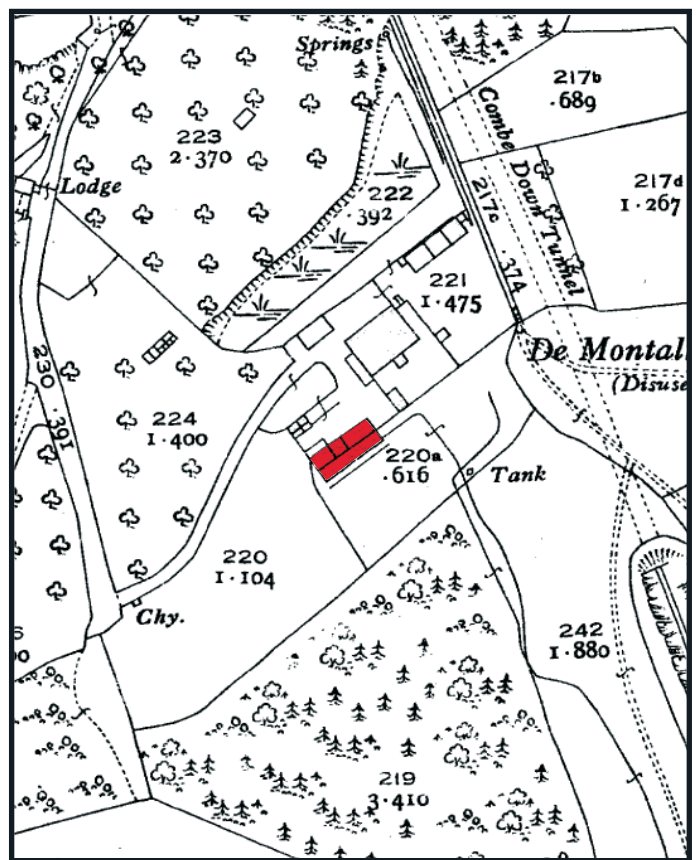 Springs
217b
·689
Combe Down Tunnel
223
2·370
217d
1·267
Lodge
222
·392
217c
·374
221
1·475
De Montal
(Disuse
230
·391
224
1·400
220a
·616
Tank
220
1·104
Chy.
242
1·880
219
3·410